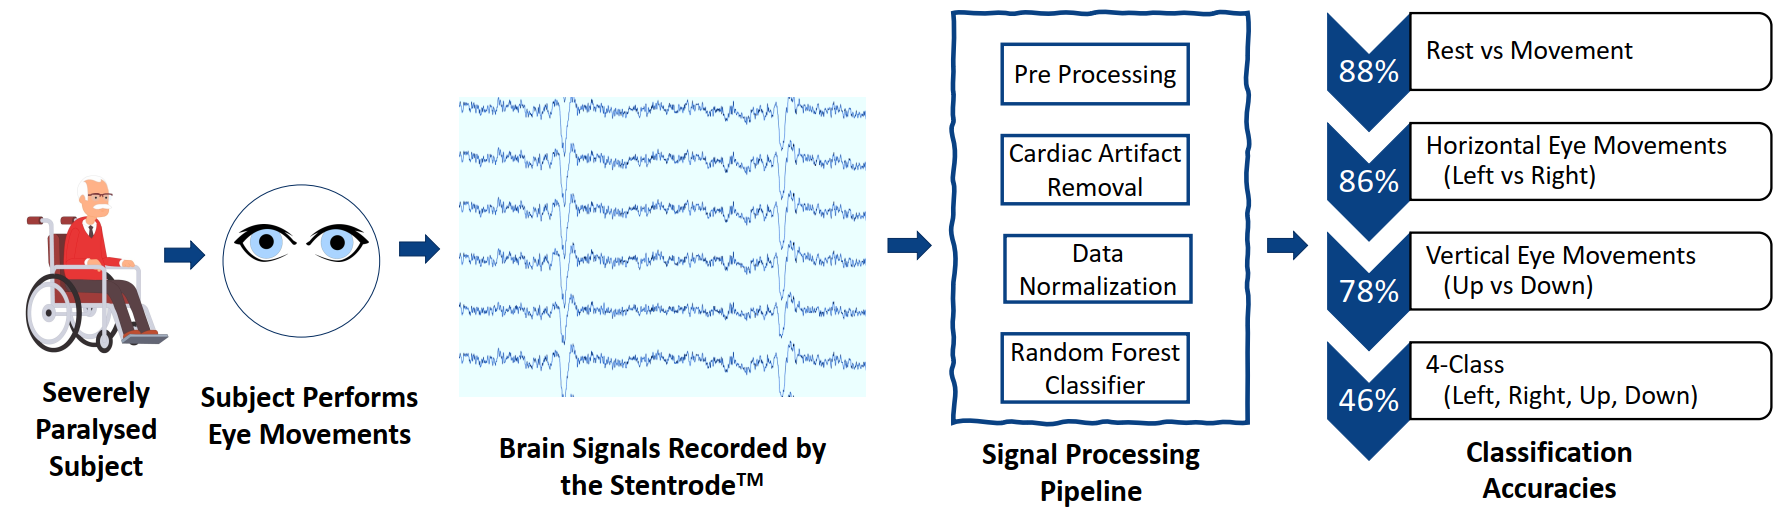 Severely
Paralysed
Subject
Subject Performs
Eye Movements
Brain Signals Recorded by
the Stentrode™
Pre Processing
Cardiac Artifact
Removal
Data
Normalization
Random Forest
Classifier
Signal Processing
Pipeline
88%
Rest vs Movement
86%
Horizontal Eye Movements
(Left vs Right)
78%
Vertical Eye Movements
(Up vs Down)
46%
4-Class
(Left, Right, Up, Down)
Classification
Accuracies